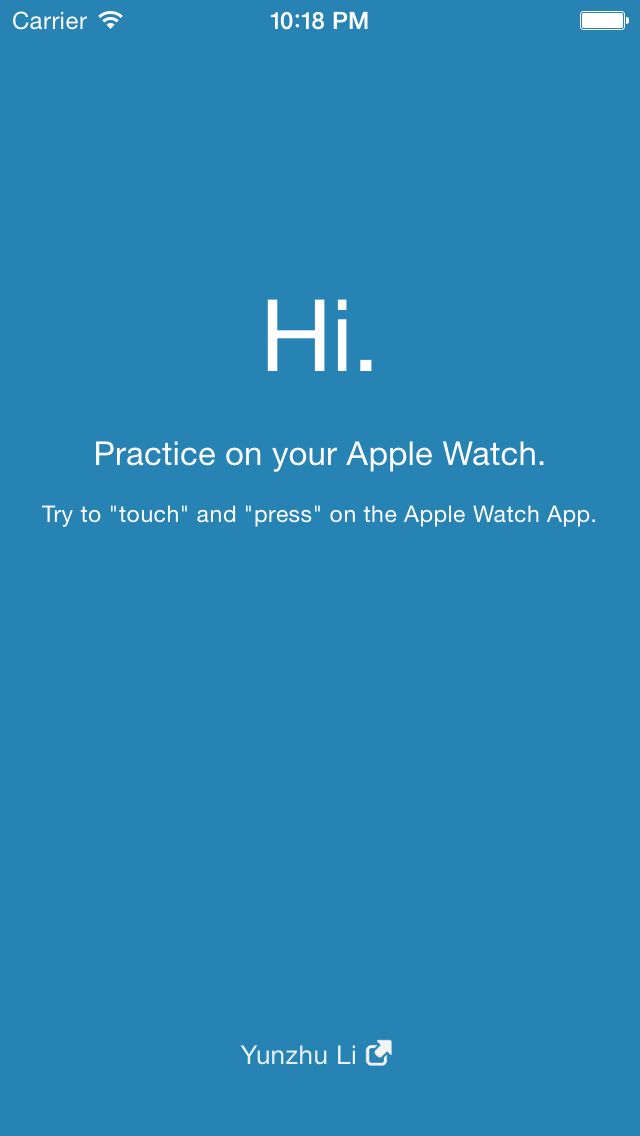 Carrier 10:18 PM
Hi.
Practice on your Apple Watch.
Try to "touch" and "press" on the Apple Watch App.
Yunzhu Li